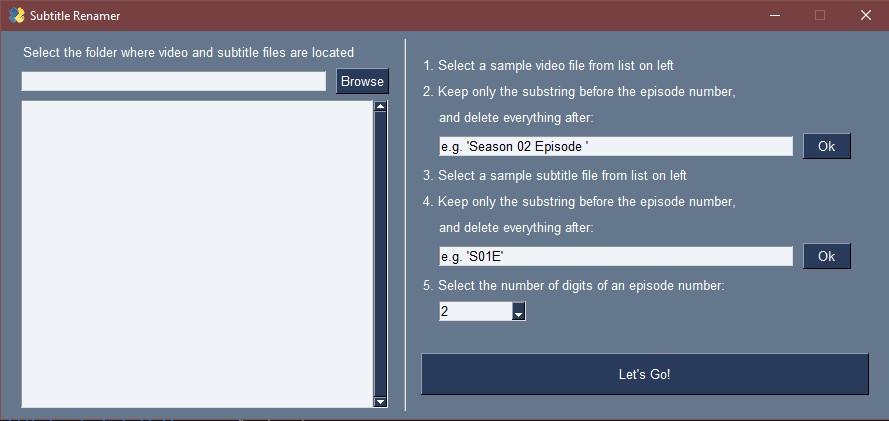 Subtitle Renamer
Select the folder where video and subtitle files are located
Browse
1. Select a sample video file from list on left
2. Keep only the substring before the episode number,
and delete everything after:
e.g. 'Season 02 Episode '
Ok
3. Select a sample subtitle file from list on left
4. Keep only the substring before the episode number,
and delete everything after:
e.g. 'S01E'
Ok
5. Select the number of digits of an episode number:
2
Let's Go!